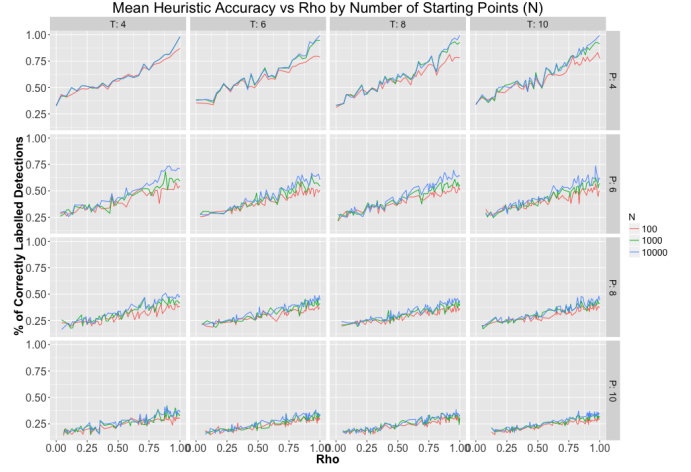 Mean Heuristic Accuracy vs Rho by Number of Starting Points (N)
T: 4 T: 6 T: 8 T: 10
% of Correctly Labelled Detections
1.00
0.75
0.50
0.25
P: 4
1.00
0.75
0.50
0.25
P: 6
1.00
0.75
0.50
0.25
P: 8
1.00
0.75
0.50
0.25
P: 10
N
100
1000
10000
0.00 0.25 0.50 0.75 1.00 0.00 0.25 0.50 0.75 1.00 0.00 0.25 0.50 0.75 1.00 0.00 0.25 0.50 0.75 1.00
Rho